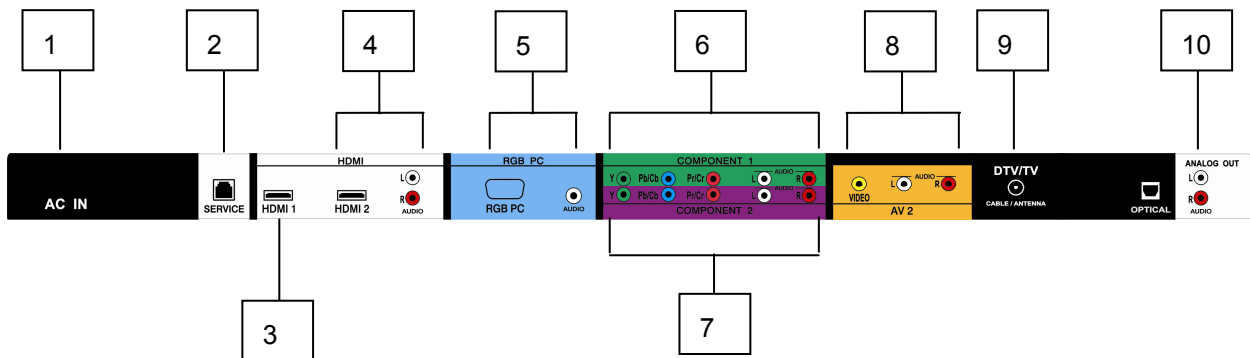 1 2 4 5 6 8 9 10
HDMI RGB PC COMPONENT 1
AC IN
SERVICE
HDMI 1 HDMI 2
L
R
AUDIO
RGB PC
AUDIO
Y Pb/Cb Pr/Cr L AUDIO R
Y Pb/Cb Pr/Cr L AUDIO R
COMPONENT 2
VIDEO L AUDIO R
AV 2
DTV/TV
CABLE / ANTENNA
OPTICAL
ANALOG OUT
L
R
AUDIO
3 7